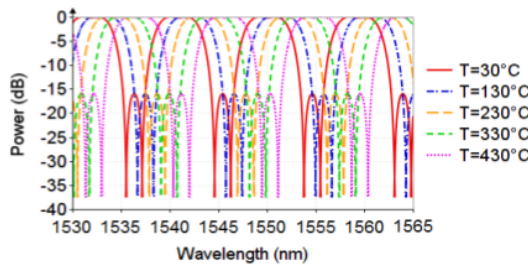 0
-5
-10
-15
-20
-25
-30
-35
-40
Power (dB)
1530 1535 1540 1545 1550 1555 1560 1565
Wavelength (nm)
T=30°C
T=130°C
T=230°C
T=330°C
T=430°C